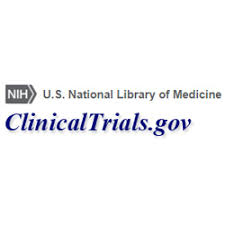 NIH U.S. National Library of Medicine
ClinicalTrials.gov